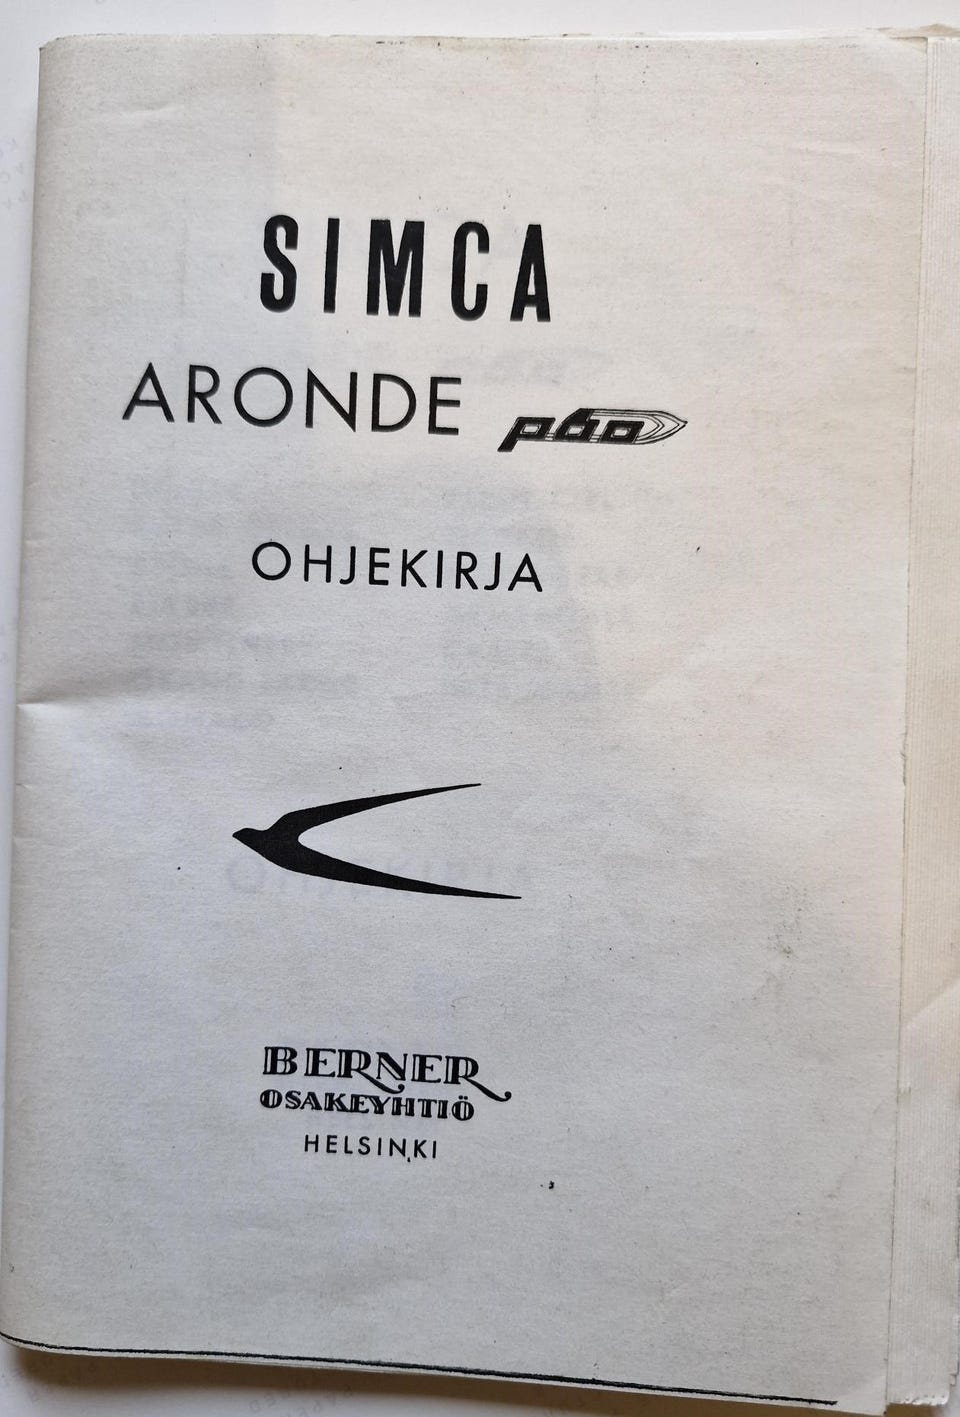 SIMCA
ARONDE p60
OHJEKIRJA
BERNER
OSAKEYHTIÖ
HELSINKI